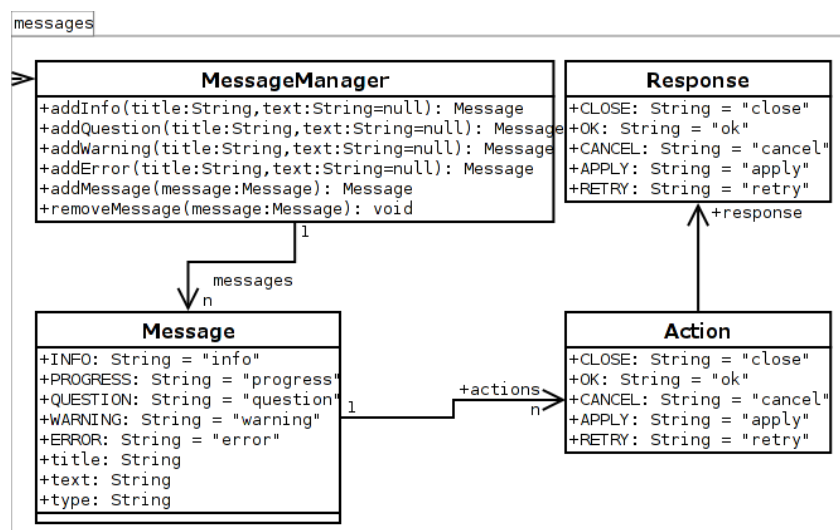 messages
MessageManager
+addInfo(title:String,text:String=null): Message
+addQuestion(title:String,text:String=null): Message
+addWarning(title:String,text:String=null): Message
+addError(title:String,text:String=null): Message
+addMessage(message:Message): Message
+removeMessage(message:Message): void
Response
+CLOSE: String = "close"
+OK: String = "ok"
+CANCEL: String = "cancel"
+APPLY: String = "apply"
+RETRY: String = "retry"
+response
1
messages
n
Message
+INFO: String = "info"
+PROGRESS: String = "progress"
+QUESTION: String = "question"
+WARNING: String = "warning"
+ERROR: String = "error"
+title: String
+text: String
+type: String
1
+actions
n
Action
+CLOSE: String = "close"
+OK: String = "ok"
+CANCEL: String = "cancel"
+APPLY: String = "apply"
+RETRY: String = "retry"